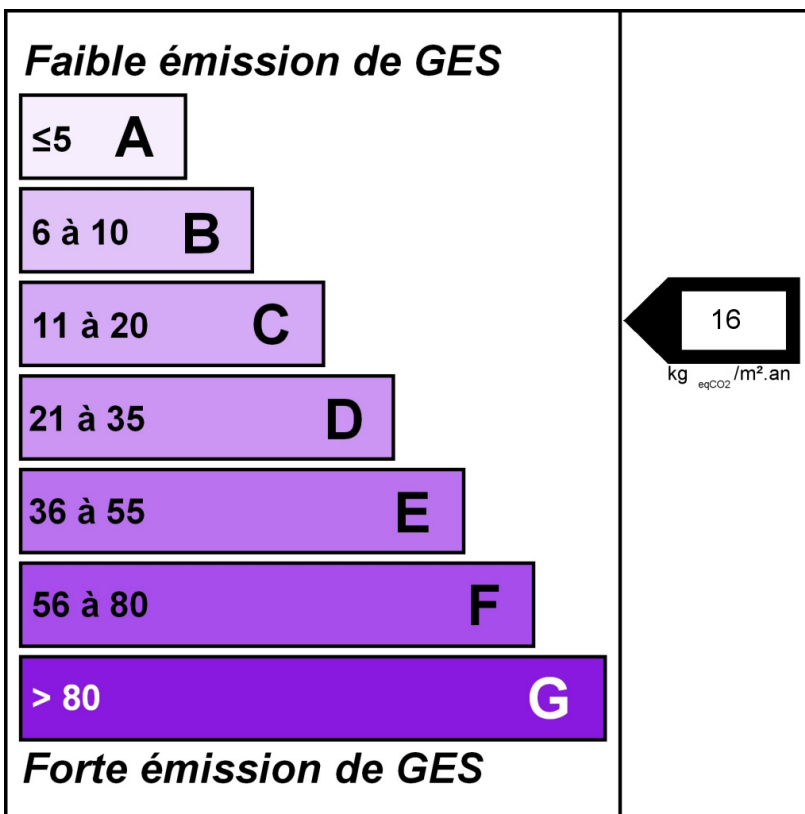 Faible émission de GES
≤5 A
6 à 10 B
11 à 20 C
16
kg eqCO2 /m².an
21 à 35 D
36 à 55 E
56 à 80 F
> 80 G
Forte émission de GES